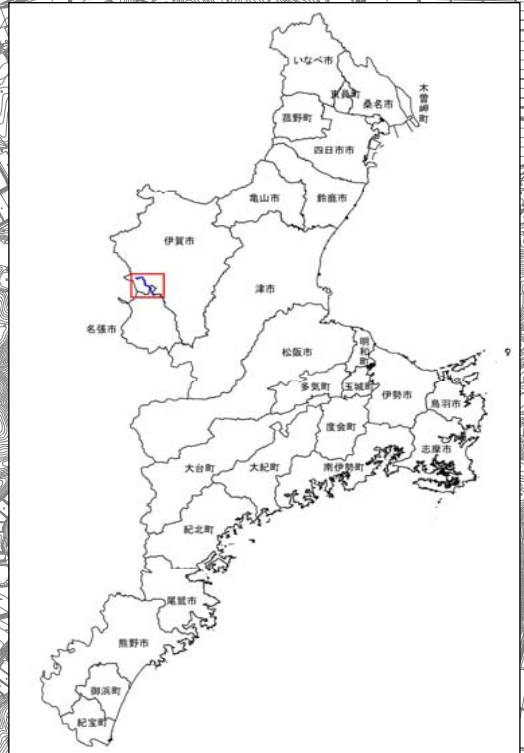 いなべ市
東員町
桑名市
木曽岬町
菰野町
四日市市
亀山市
鈴鹿市
伊賀市
津市
名張市
松阪市
明和町
多気町
玉城町
伊勢市
鳥羽市
度会町
志摩市
大台町
大紀町
南伊勢町
紀北町
尾鷲市
熊野市
御浜町
紀宝町